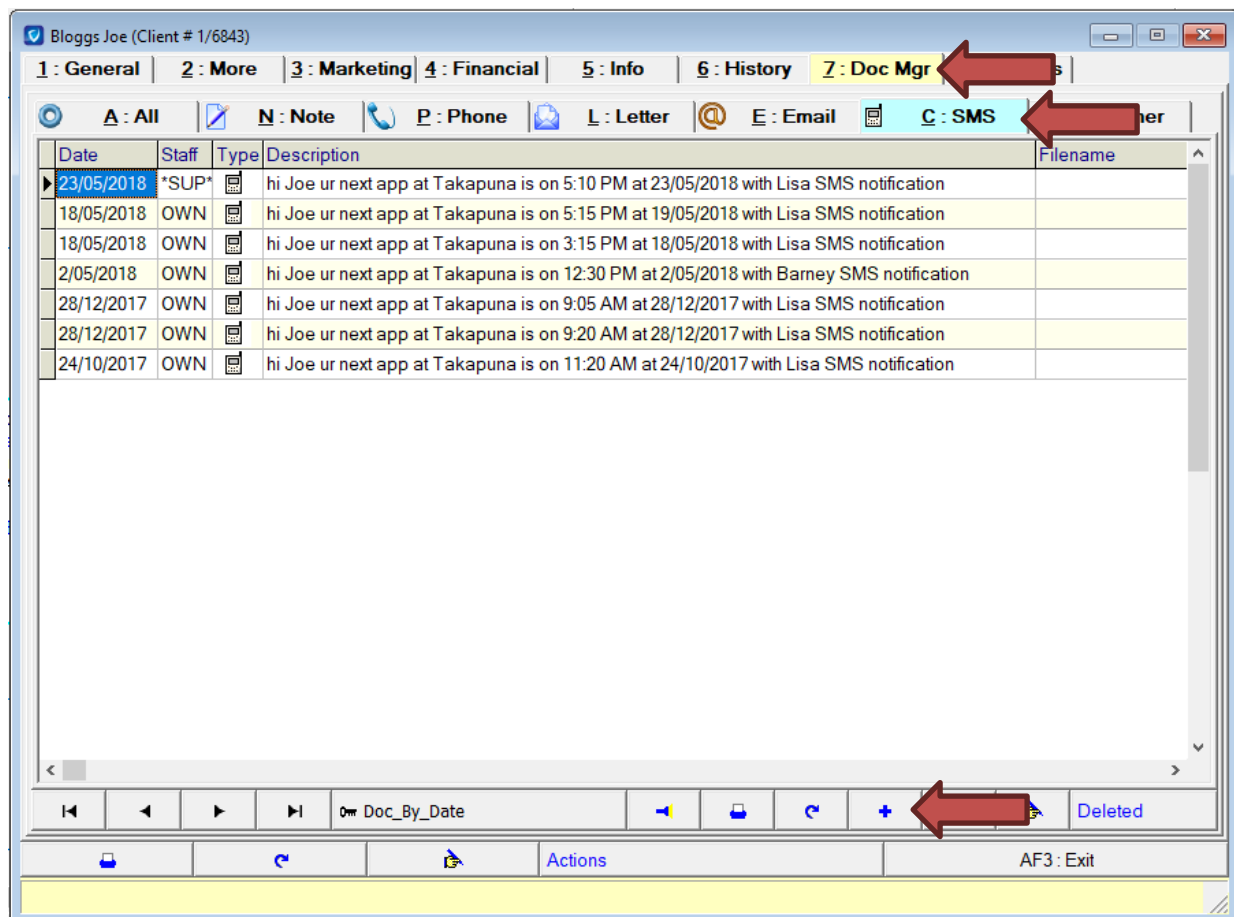 Bloggs Joe (Client # 1/6843)
1 : General 2 : More 3 : Marketing 4 : Financial 5 : Info 6 : History 7 : Doc Mgr
A : All N : Note P : Phone L : Letter E : Email C : SMS
Date Staff Type Description Filename
23/05/2018 *SUP* hi Joe ur next app at Takapuna is on 5:10 PM at 23/05/2018 with Lisa SMS notification
18/05/2018 OWN hi Joe ur next app at Takapuna is on 5:15 PM at 19/05/2018 with Lisa SMS notification
18/05/2018 OWN hi Joe ur next app at Takapuna is on 3:15 PM at 18/05/2018 with Lisa SMS notification
2/05/2018 OWN hi Joe ur next app at Takapuna is on 12:30 PM at 2/05/2018 with Barney SMS notification
28/12/2017 OWN hi Joe ur next app at Takapuna is on 9:05 AM at 28/12/2017 with Lisa SMS notification
28/12/2017 OWN hi Joe ur next app at Takapuna is on 9:20 AM at 28/12/2017 with Lisa SMS notification
24/10/2017 OWN hi Joe ur next app at Takapuna is on 11:20 AM at 24/10/2017 with Lisa SMS notification
Doc_By_Date Deleted
Actions AF3 : Exit